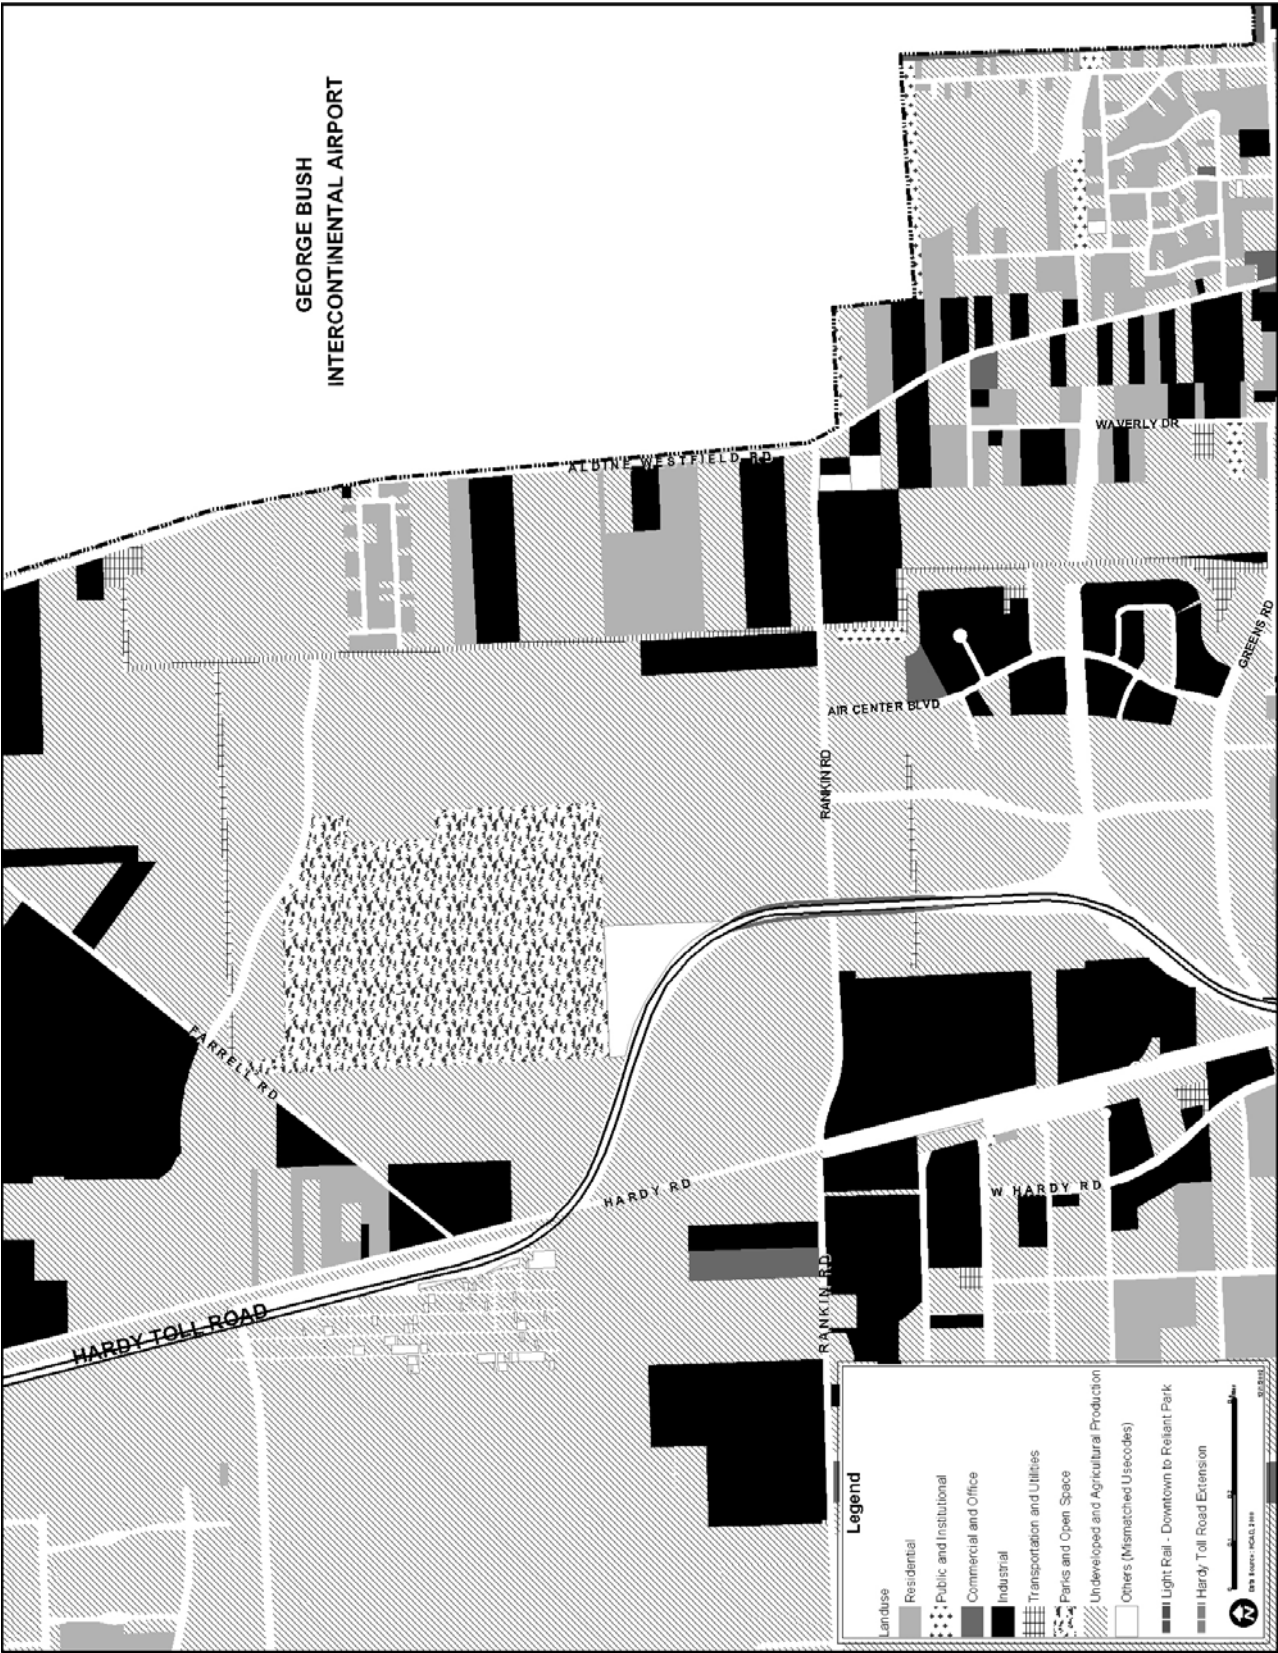 GEORGE BUSH
INTERCONTINENTAL AIRPORT
ALDINE WESTFIELD RD
WAVERLY DR
GREENS RD
AIR CENTER BLVD
RANKIN RD
FARRELL RD
HARDY RD
W HARDY RD
HARDY TOLL ROAD
RANKIN RD
Legend
Landuse
Residential
Public and Institutional
Commercial and Office
Industrial
Transportation and Utilities
Parks and Open Space
Undeveloped and Agricultural Production
Others (Mismatched Usecodes)
Light Rail - Downtown to Reliant Park
Hardy Toll Road Extension
N